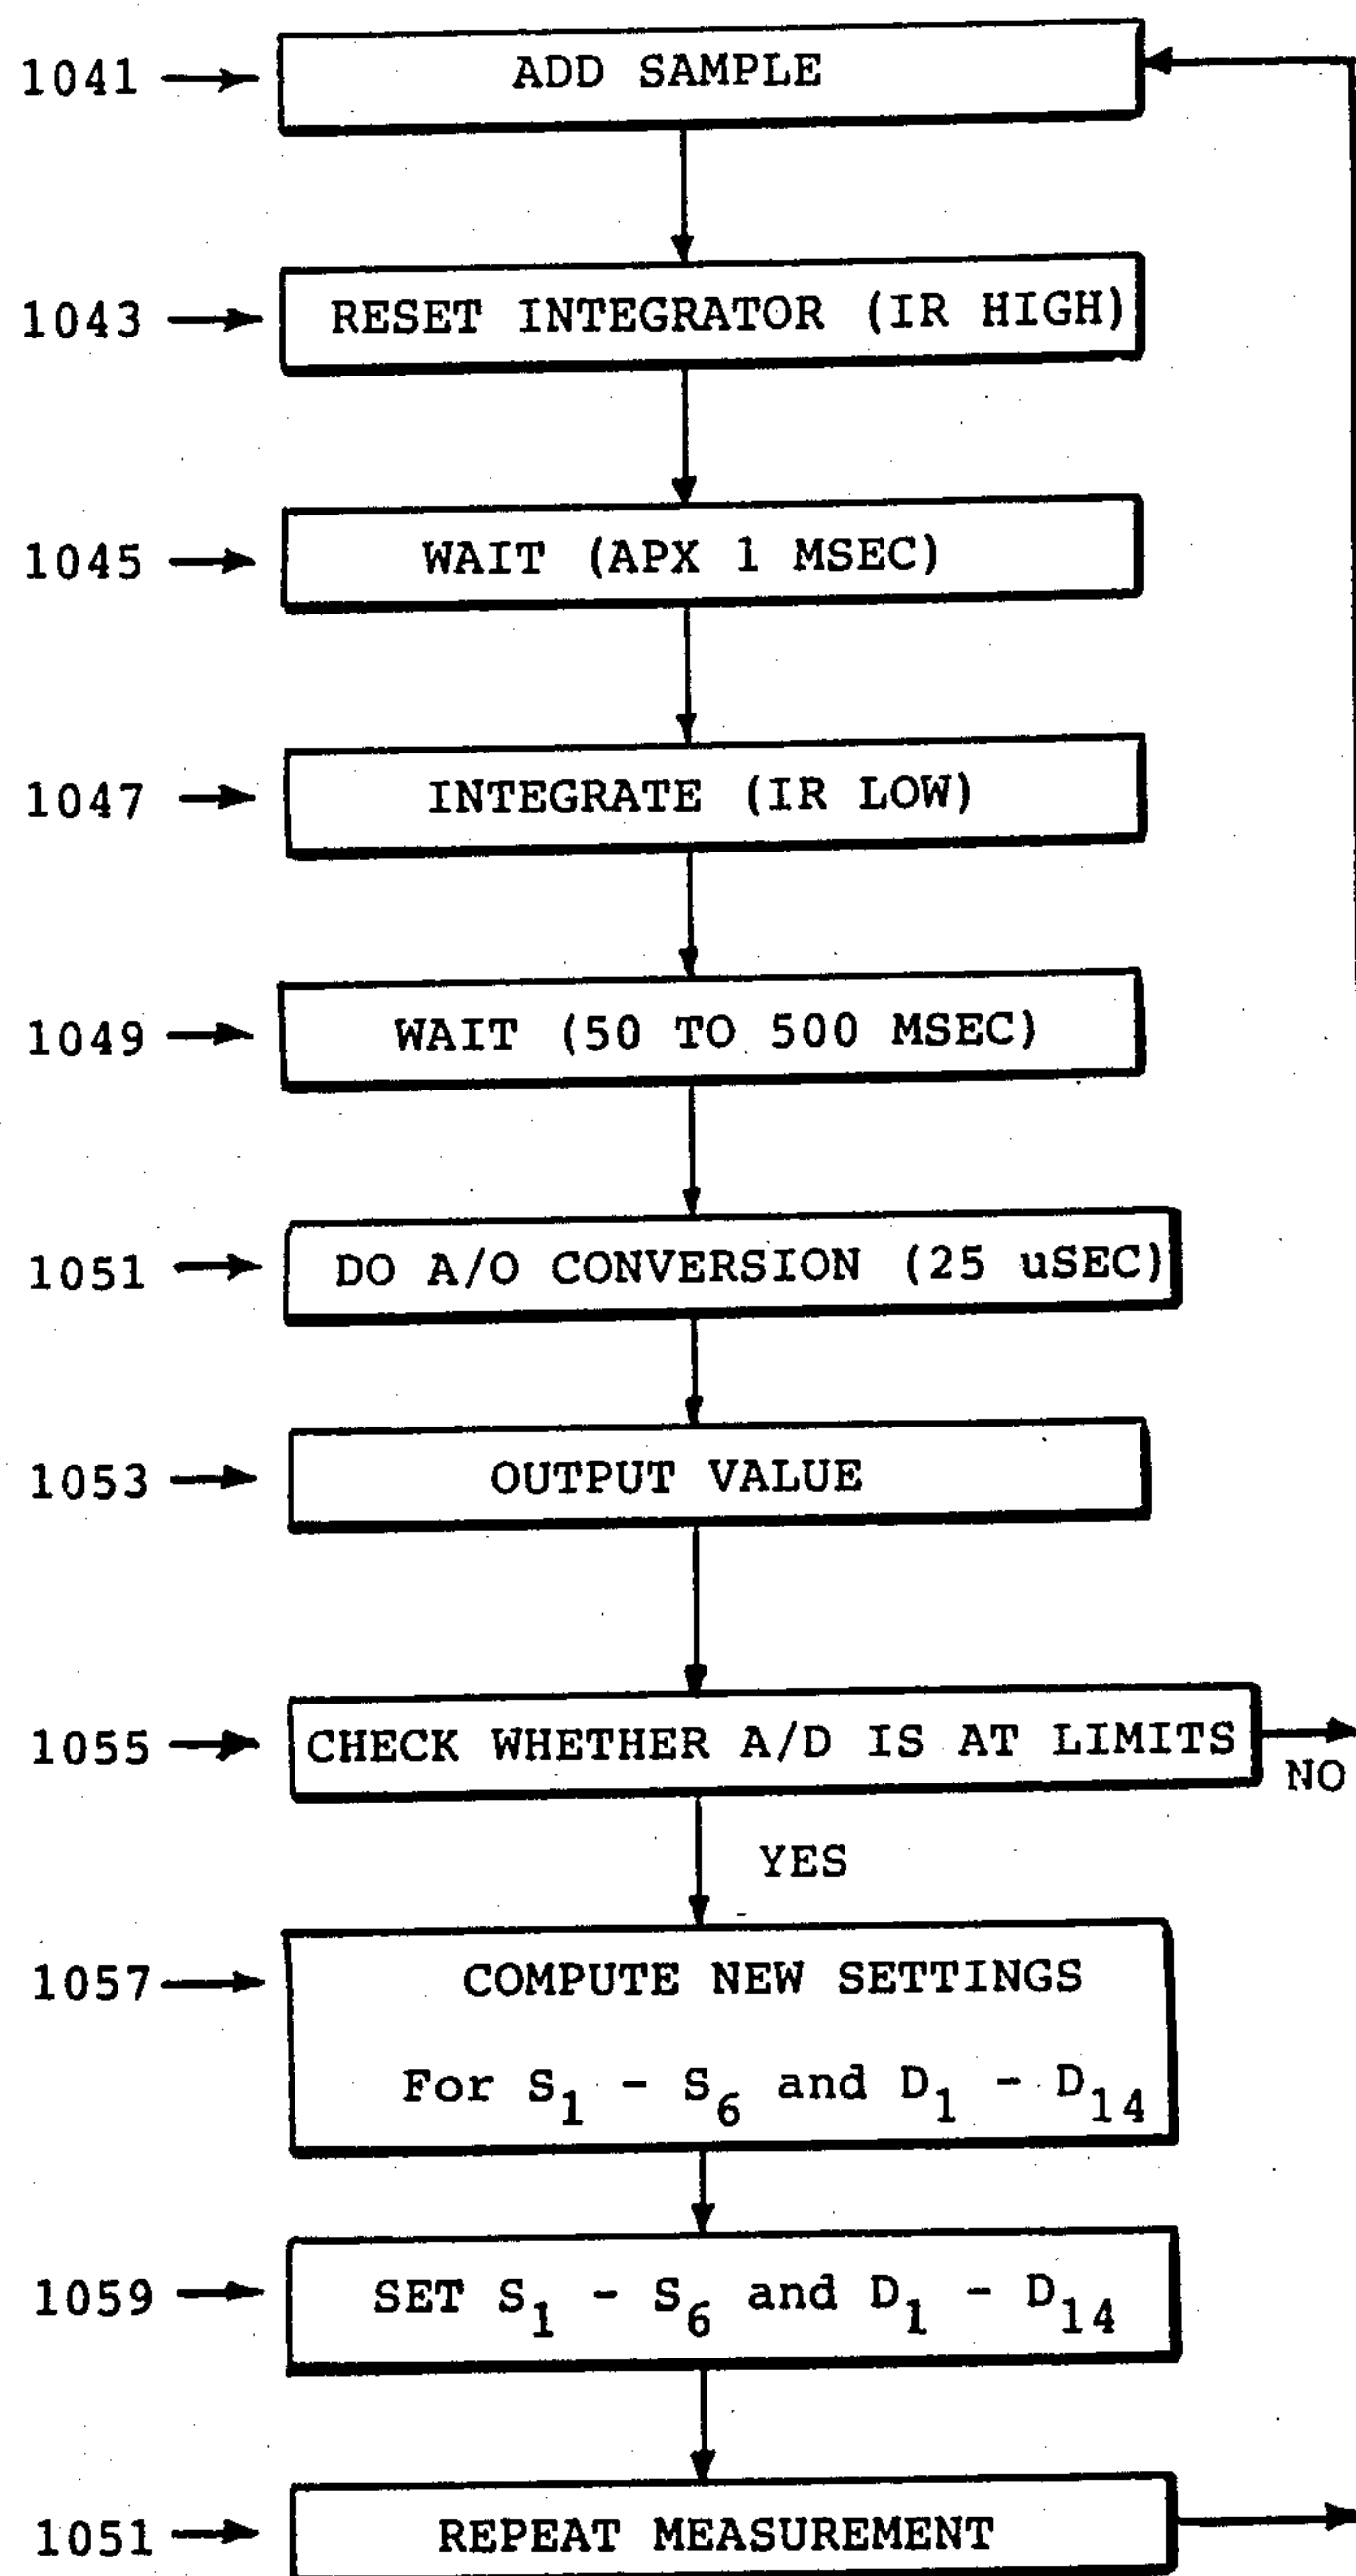 1041 ADD SAMPLE
1043 RESET INTEGRATOR (IR HIGH)
1045 WAIT (APX 1 MSEC)
1047 INTEGRATE (IR LOW)
1049 WAIT (50 TO 500 MSEC)
1051 DO A/O CONVERSION (25 uSEC)
1053 OUTPUT VALUE
1055 CHECK WHETHER A/D IS AT LIMITS
NO
YES
1057 COMPUTE NEW SETTINGS
For S1 - S6 and D1 - D14
1059 SET S1 - S6 and D1 - D14
1051 REPEAT MEASUREMENT